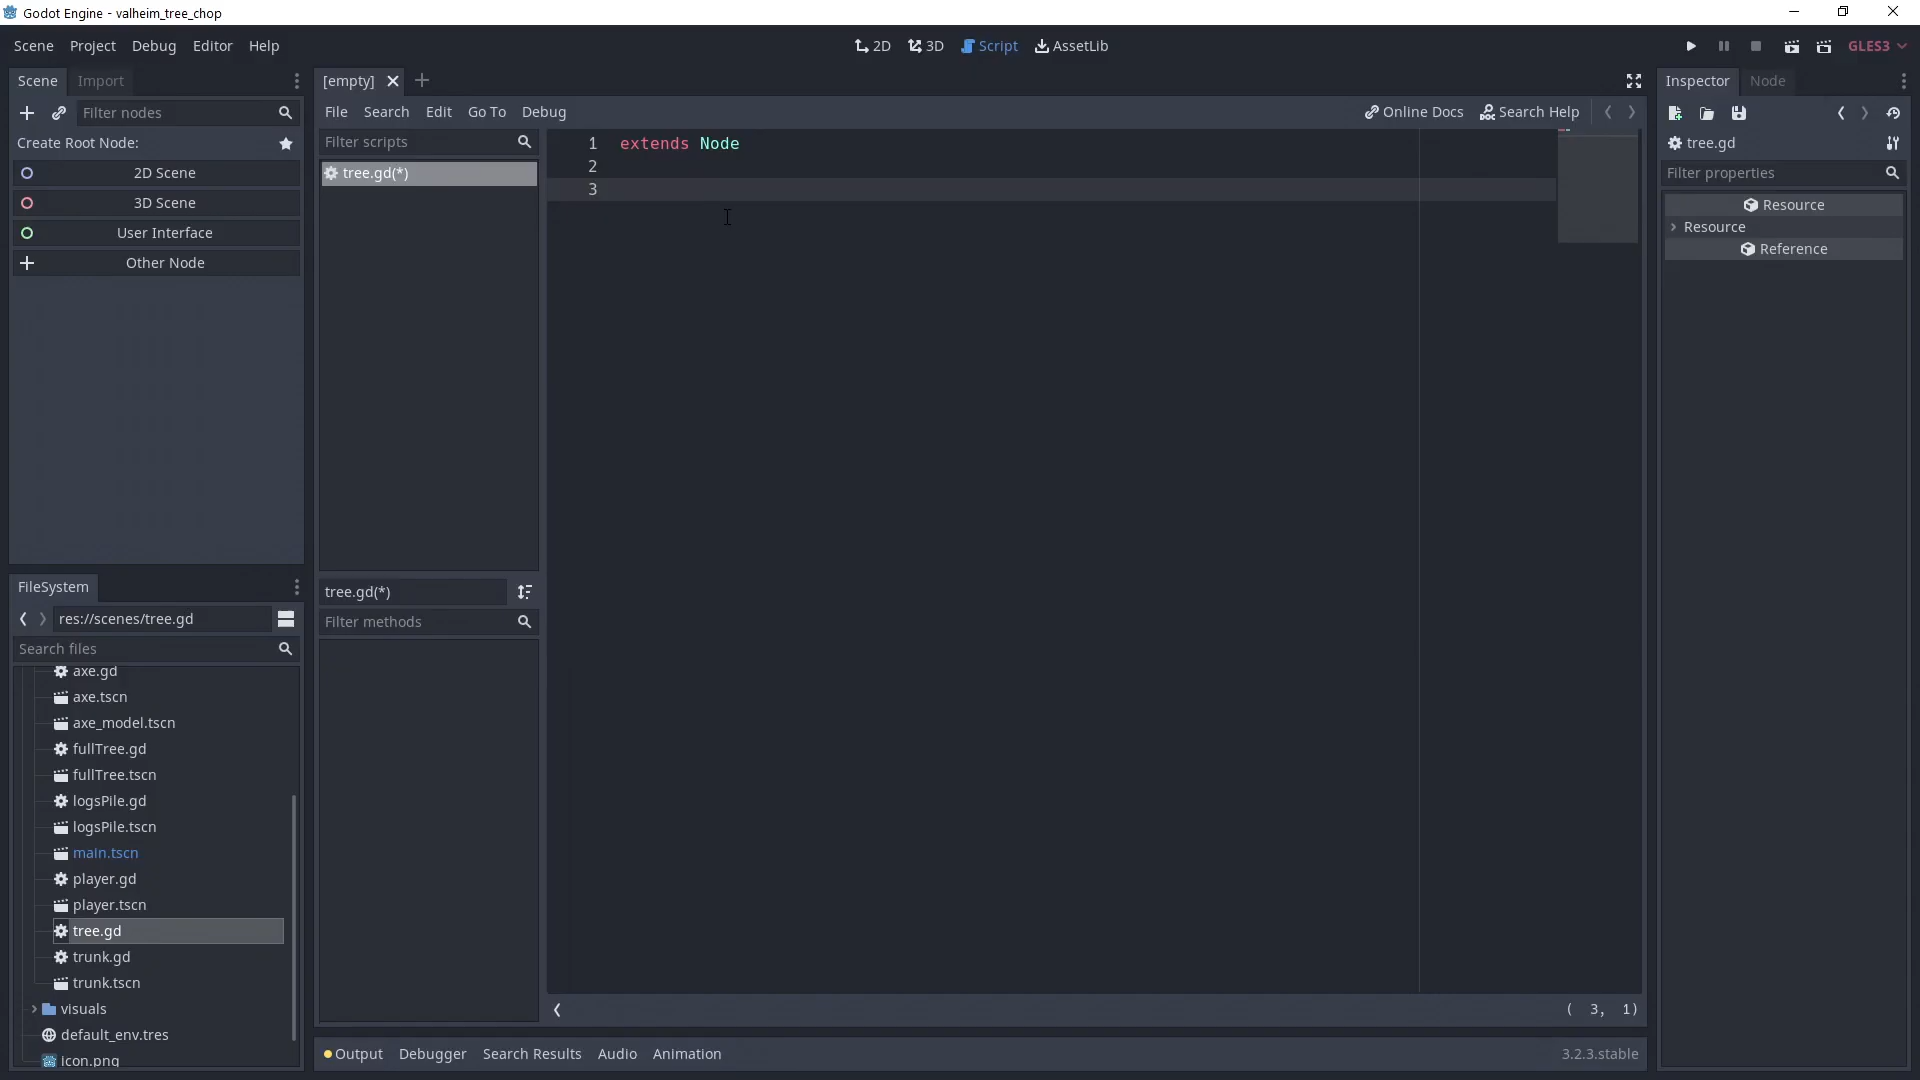 Godot Engine - valheim_tree_chop
Scene Project Debug Editor Help
2D 3D Script AssetLib
GLES3
Scene Import
Filter nodes
Create Root Node:
2D Scene
3D Scene
User Interface
Other Node
FileSystem
res://scenes/tree.gd
Search files
axe.gd
axe.tscn
axe_model.tscn
fullTree.gd
fullTree.tscn
logsPile.gd
logsPile.tscn
main.tscn
player.gd
player.tscn
tree.gd
trunk.gd
trunk.tscn
visuals
default_env.tres
icon.png
[empty]
File Search Edit Go To Debug
Online Docs Search Help
Filter scripts
tree.gd(*)
tree.gd(*)
Filter methods
1 extends Node
2
3
( 3, 1)
Output Debugger Search Results Audio Animation
3.2.3.stable
Inspector Node
tree.gd
Filter properties
Resource
Resource
Reference